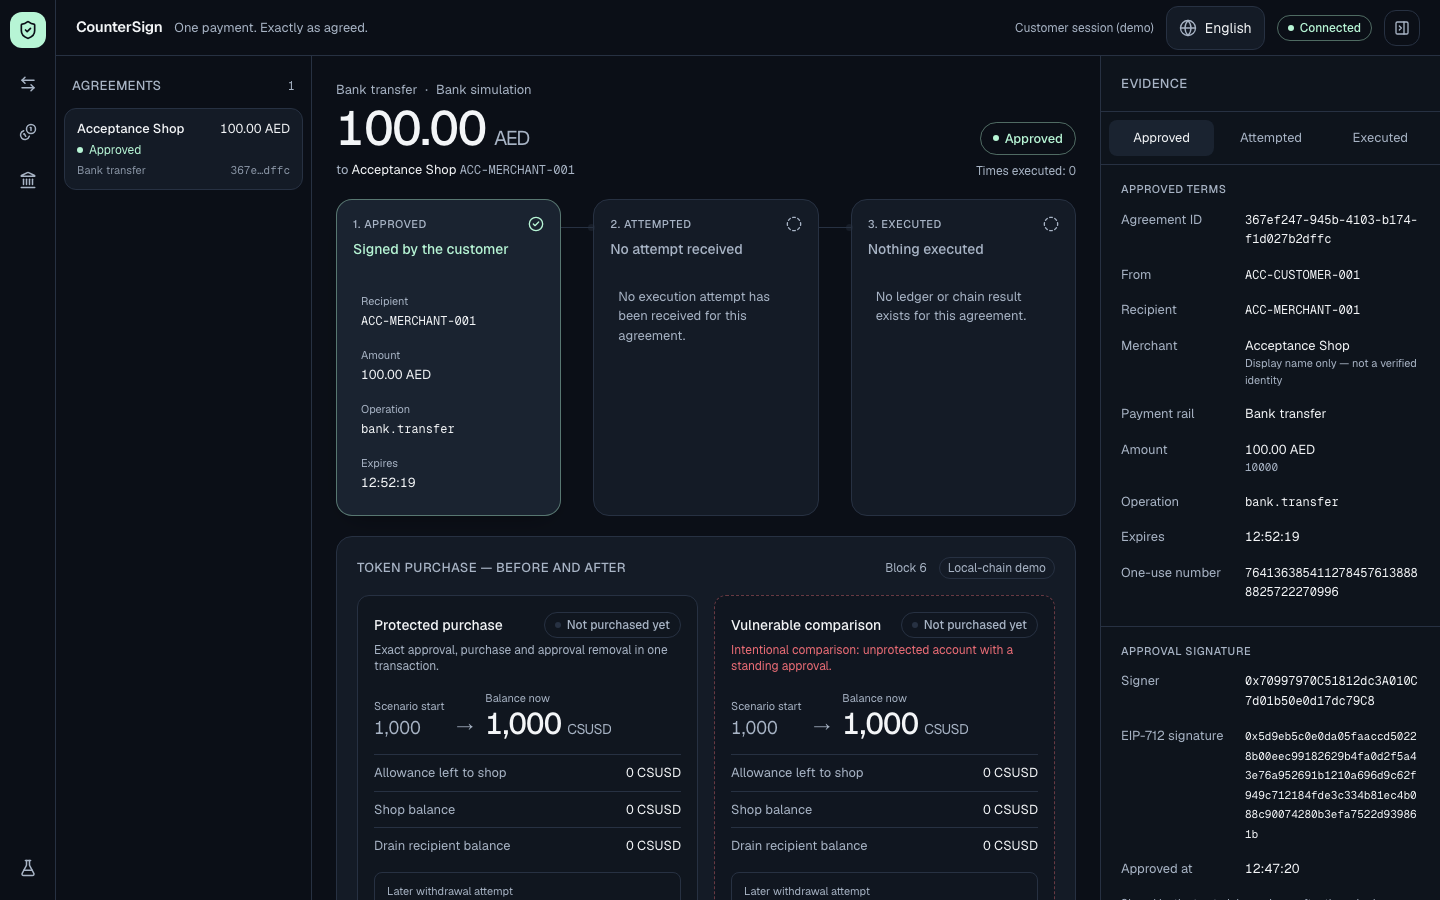 CounterSign One payment. Exactly as agreed.
Customer session (demo) English Connected
AGREEMENTS 1
Acceptance Shop 100.00 AED
Approved
Bank transfer 367e…dffc
Bank transfer · Bank simulation
100.00 AED
to Acceptance Shop ACC-MERCHANT-001
Approved
Times executed: 0
1. APPROVED
Signed by the customer
Recipient
ACC-MERCHANT-001
Amount
100.00 AED
Operation
bank.transfer
Expires
12:52:19
2. ATTEMPTED
No attempt received
No execution attempt has
been received for this
agreement.
3. EXECUTED
Nothing executed
No ledger or chain result
exists for this agreement.
TOKEN PURCHASE — BEFORE AND AFTER
Block 6 Local-chain demo
Protected purchase Not purchased yet
Exact approval, purchase and approval removal in one
transaction.
Scenario start
1,000
→
Balance now
1,000 CSUSD
Allowance left to shop 0 CSUSD
Shop balance 0 CSUSD
Drain recipient balance 0 CSUSD
Later withdrawal attempt
Vulnerable comparison Not purchased yet
Intentional comparison: unprotected account with a
standing approval.
Scenario start
1,000
→
Balance now
1,000 CSUSD
Allowance left to shop 0 CSUSD
Shop balance 0 CSUSD
Drain recipient balance 0 CSUSD
Later withdrawal attempt
EVIDENCE
Approved Attempted Executed
APPROVED TERMS
Agreement ID 367ef247-945b-4103-b174-
f1d027b2dffc
From ACC-CUSTOMER-001
Recipient ACC-MERCHANT-001
Merchant Acceptance Shop
Display name only — not a verified
identity
Payment rail Bank transfer
Amount 100.00 AED
10000
Operation bank.transfer
Expires 12:52:19
One-use number 764136385411278457613888
8825722270996
APPROVAL SIGNATURE
Signer 0x70997970C51812dc3A010C
7d01b50e0d17dc79C8
EIP-712 signature 0x5d9eb5c0e0da05faaccd5022
8b00eec99182629b4fa0d2f5a4
3e76a952691b1210a696d9c62f
949c712184fde3c334b81ec4b0
88c90074280b3efa7522d93986
1b
Approved at 12:47:20